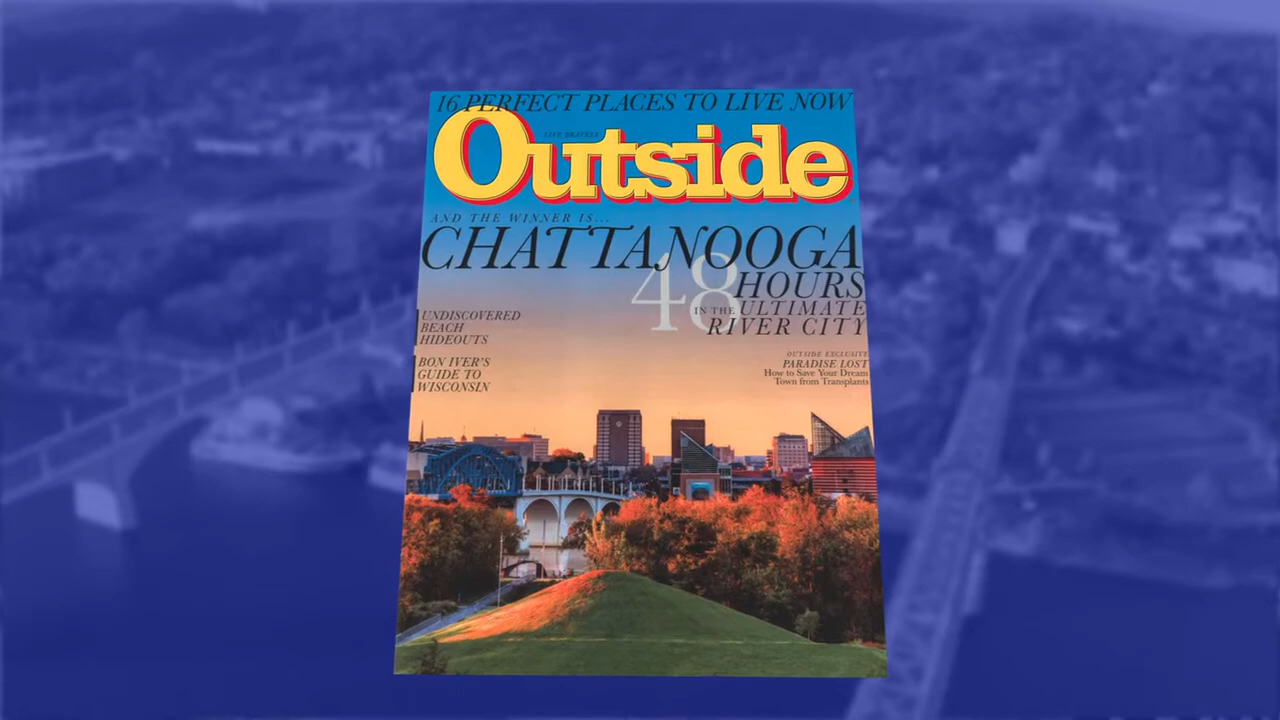 16 PERFECT PLACES TO LIVE NOW
LIVE BRAVELY
Outside
AND THE WINNER IS...
CHATTANOOGA
48 HOURS
IN THE ULTIMATE
RIVER CITY
UNDISCOVERED
BEACH
HIDEOUTS
BON IVER'S
GUIDE TO
WISCONSIN
OUTSIDE EXCLUSIVE
PARADISE LOST
How to Save Your Dream
Town from Transplants